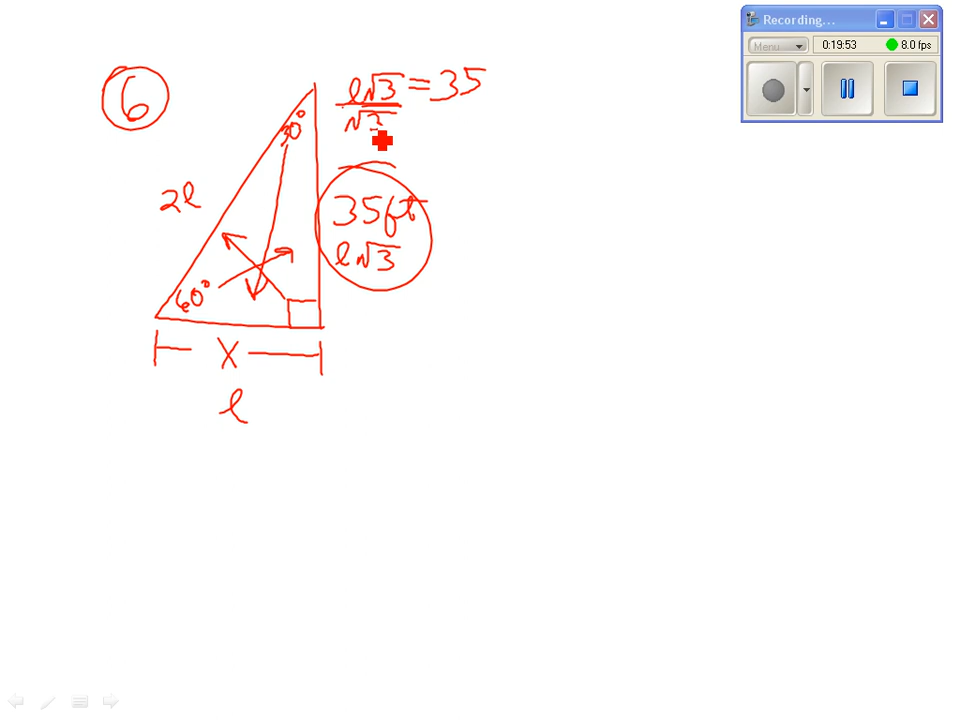 Recording...
Menu
0:19:53
8.0 fps
6
l√3 = 35
√3
30°
2l
35ft
l√3
60°
X
l